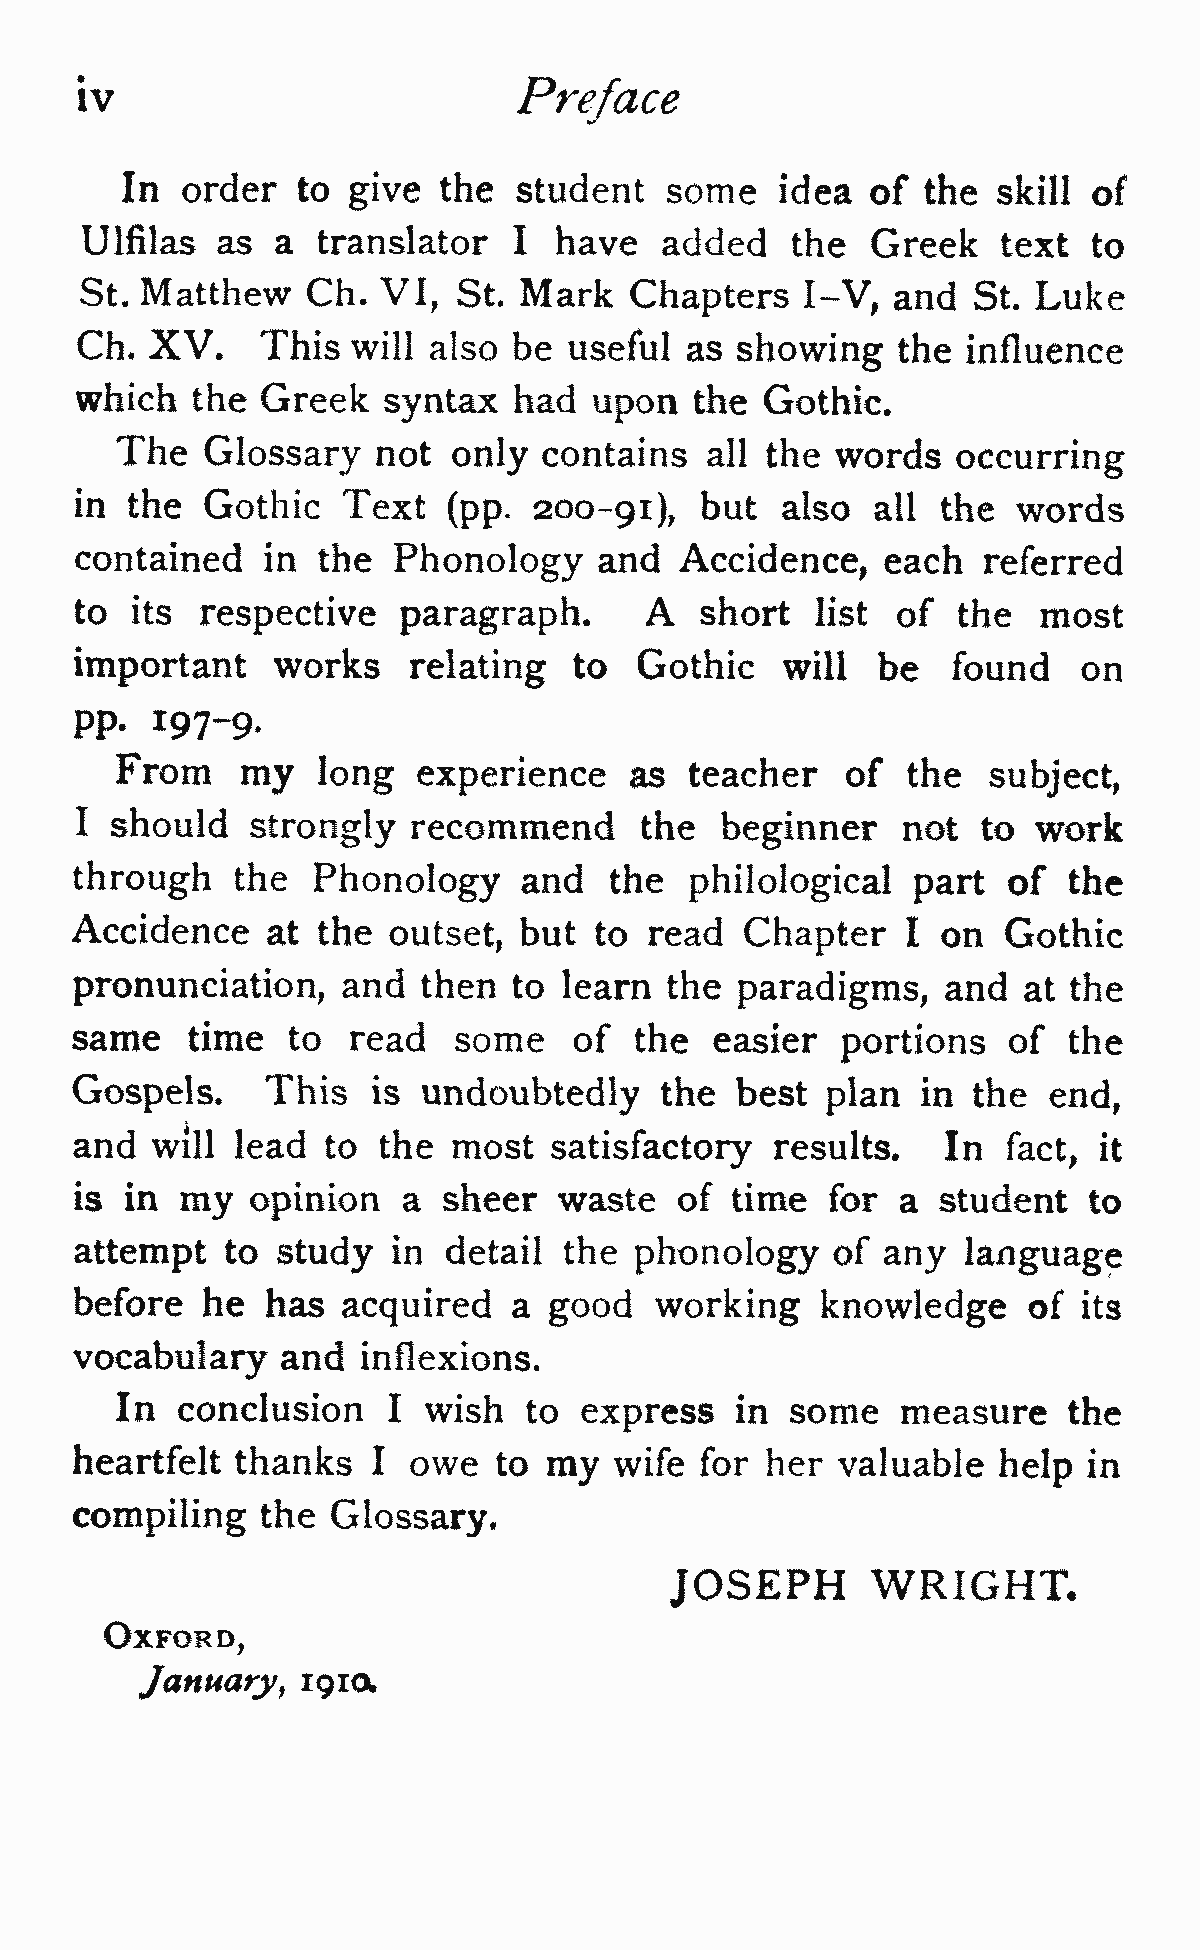 iv Preface
In order to give the student some idea of the skill of
Ulfilas as a translator I have added the Greek text to
St. Matthew Ch. VI, St. Mark Chapters I–V, and St. Luke
Ch. XV. This will also be useful as showing the influence
which the Greek syntax had upon the Gothic.
The Glossary not only contains all the words occurring
in the Gothic Text (pp. 200–91), but also all the words
contained in the Phonology and Accidence, each referred
to its respective paragraph. A short list of the most
important works relating to Gothic will be found on
pp. 197–9.
From my long experience as teacher of the subject,
I should strongly recommend the beginner not to work
through the Phonology and the philological part of the
Accidence at the outset, but to read Chapter I on Gothic
pronunciation, and then to learn the paradigms, and at the
same time to read some of the easier portions of the
Gospels. This is undoubtedly the best plan in the end,
and will lead to the most satisfactory results. In fact, it
is in my opinion a sheer waste of time for a student to
attempt to study in detail the phonology of any language
before he has acquired a good working knowledge of its
vocabulary and inflexions.
In conclusion I wish to express in some measure the
heartfelt thanks I owe to my wife for her valuable help in
compiling the Glossary.
JOSEPH WRIGHT.
OXFORD,
January, 1910.